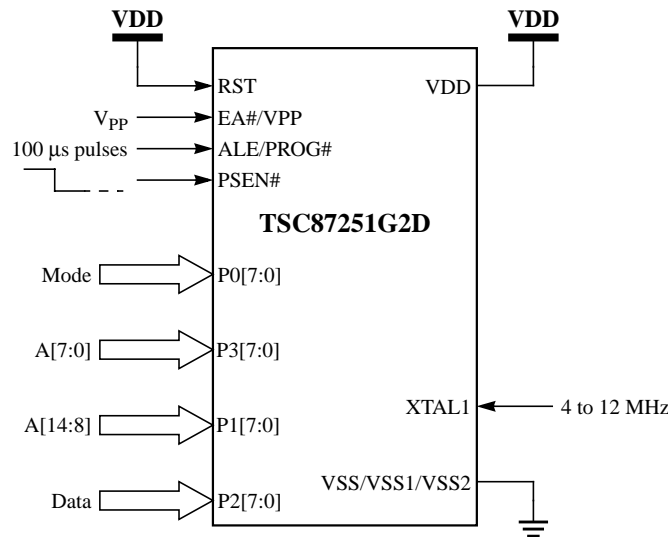 VDD
VDD
RST
VDD
VPP
EA#/VPP
100 μs pulses
ALE/PROG#
PSEN#
TSC87251G2D
Mode
P0[7:0]
A[7:0]
P3[7:0]
XTAL1
4 to 12 MHz
A[14:8]
P1[7:0]
VSS/VSS1/VSS2
Data
P2[7:0]